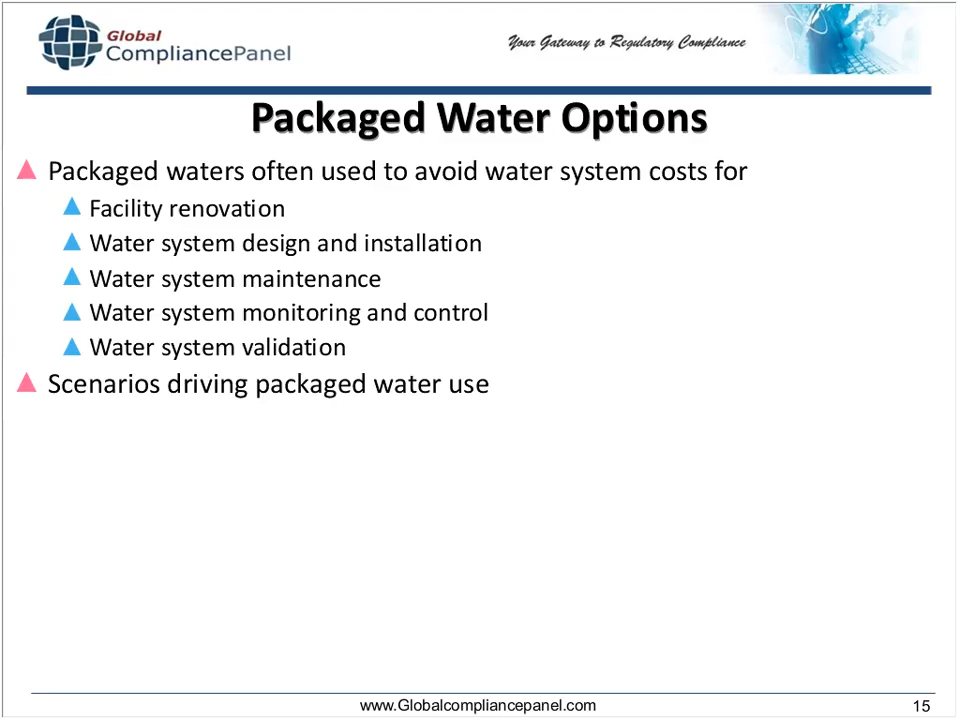 Global
CompliancePanel
Your Gateway to Regulatory Compliance
Packaged Water Options
Packaged waters often used to avoid water system costs for
Facility renovation
Water system design and installation
Water system maintenance
Water system monitoring and control
Water system validation
Scenarios driving packaged water use
www.Globalcompliancepanel.com
15